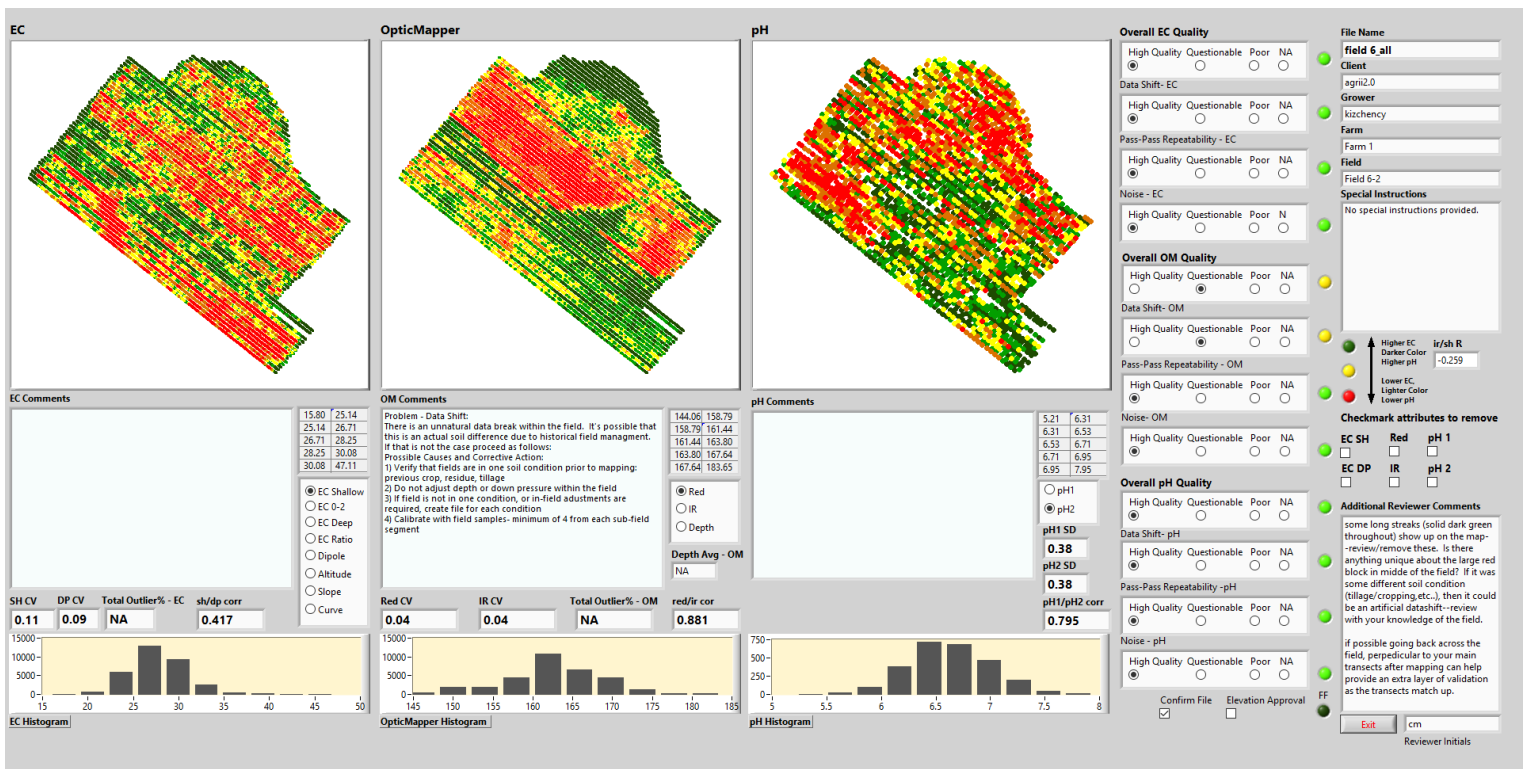 EC
OpticMapper
pH
EC Comments
15.80 25.14
25.14 26.71
26.71 28.25
28.25 30.08
30.08 47.11
EC Shallow
EC 0-2
EC Deep
EC Ratio
Dipole
Altitude
Slope
Curve
SH CV
0.11
DP CV
0.09
Total Outlier% - EC
NA
sh/dp corr
0.417
15000
10000
5000
0
15 20 25 30 35 40 45 50
EC Histogram
OM Comments
Problem - Data Shift:
There is an unnatural data break within the field. It's possible that
this is an actual soil difference due to historical field managment.
If that is not the case proceed as follows:
Prossible Causes and Corrective Action:
1) Verify that fields are in one soil condition prior to mapping:
previous crop, residue, tillage
2) Do not adjust depth or down pressure within the field
3) If field is not in one condition, or in-field adustments are
required, create file for each condition
4) Calibrate with field samples- minimum of 4 from each sub-field
segment
144.06 158.79
158.79 161.44
161.44 163.80
163.80 167.64
167.64 183.65
Red
IR
Depth
Depth Avg - OM
NA
Red CV
0.04
IR CV
0.04
Total Outlier% - OM
NA
red/ir cor
0.881
15000
10000
5000
0
145 150 155 160 165 170 175 180 185
OpticMapper Histogram
pH Comments
5.21 6.31
6.31 6.53
6.53 6.71
6.71 6.95
6.95 7.95
pH1
pH2
pH1 SD
0.38
pH2 SD
0.38
pH1/pH2 corr
0.795
750
500
250
0
5 5.5 6 6.5 7 7.5 8
pH Histogram
Overall EC Quality
High Quality Questionable Poor NA
Data Shift- EC
High Quality Questionable Poor NA
Pass-Pass Repeatability - EC
High Quality Questionable Poor NA
Noise - EC
High Quality Questionable Poor N
Overall OM Quality
High Quality Questionable Poor NA
Data Shift- OM
High Quality Questionable Poor NA
Pass-Pass Repeatability - OM
High Quality Questionable Poor NA
Noise- OM
High Quality Questionable Poor NA
Overall pH Quality
High Quality Questionable Poor NA
Data Shift- pH
High Quality Questionable Poor NA
Pass-Pass Repeatability -pH
High Quality Questionable Poor NA
Noise - pH
High Quality Questionable Poor NA
Confirm File
Elevation Approval
FF
File Name
field 6_all
Client
agrii2.0
Grower
kizchency
Farm
Farm 1
Field
Field 6-2
Special Instructions
No special instructions provided.
Higher EC
Darker Color
Higher pH
Lower EC,
Lighter Color
Lower pH
ir/sh R
-0.259
Checkmark attributes to remove
EC SH Red pH 1
EC DP IR pH 2
Additional Reviewer Comments
some long streaks (solid dark green
throughout) show up on the map-
-review/remove these. Is there
anything unique about the large red
block in midde of the field? If it was
some different soil condition
(tillage/cropping,etc..), then it could
be an artificial datashift--review
with your knowledge of the field.
if possible going back across the
field, perpedicular to your main
transects after mapping can help
provide an extra layer of validation
as the transects match up.
Exit
cm
Reviewer Initials